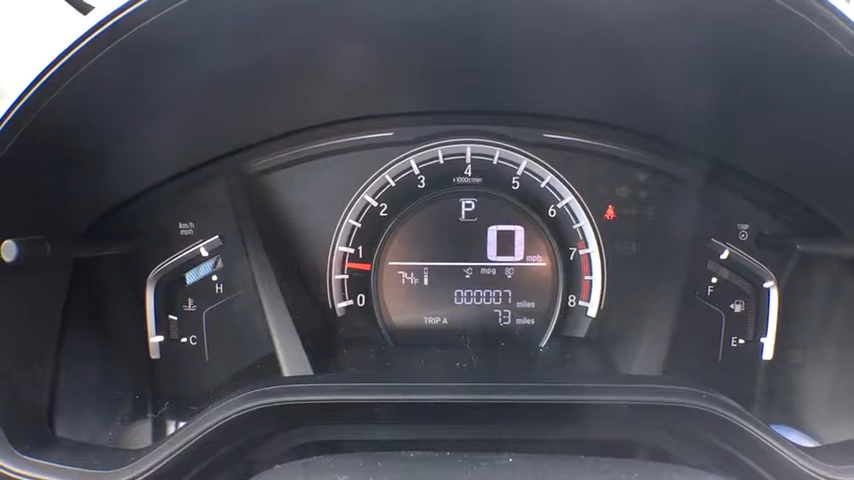 km/h
mph
H
C
0
1
2
3
4
5
6
7
8
x1000r/min
P
0 mph
74°F
40 mpg 80
000007 miles
TRIP A 7.3 miles
TRIP
F
E